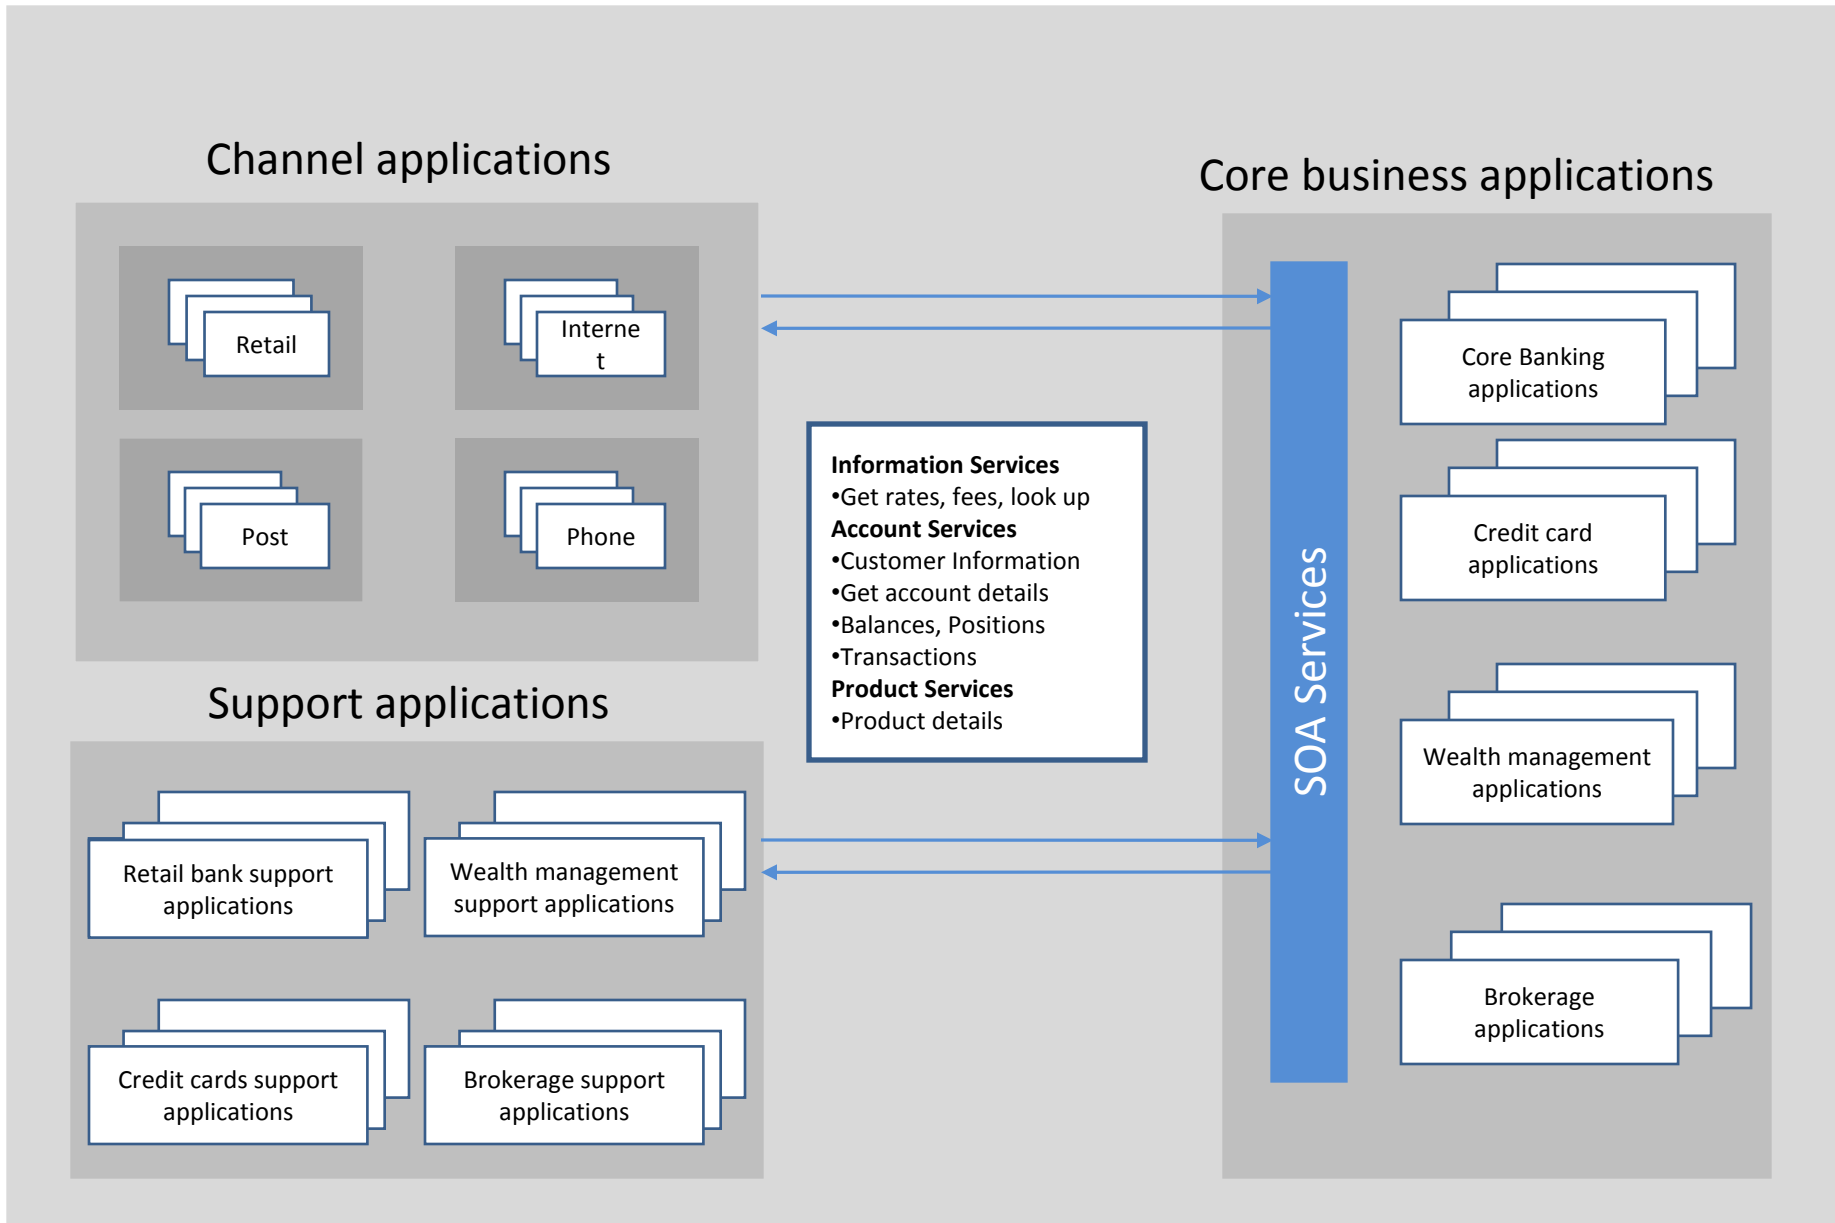 Channel applications
Retail
Interne
t
Post
Phone
Support applications
Retail bank support
applications
Wealth management
support applications
Credit cards support
applications
Brokerage support
applications
Information Services
•Get rates, fees, look up
Account Services
•Customer Information
•Get account details
•Balances, Positions
•Transactions
Product Services
•Product details
Core business applications
SOA Services
Core Banking
applications
Credit card
applications
Wealth management
applications
Brokerage
applications